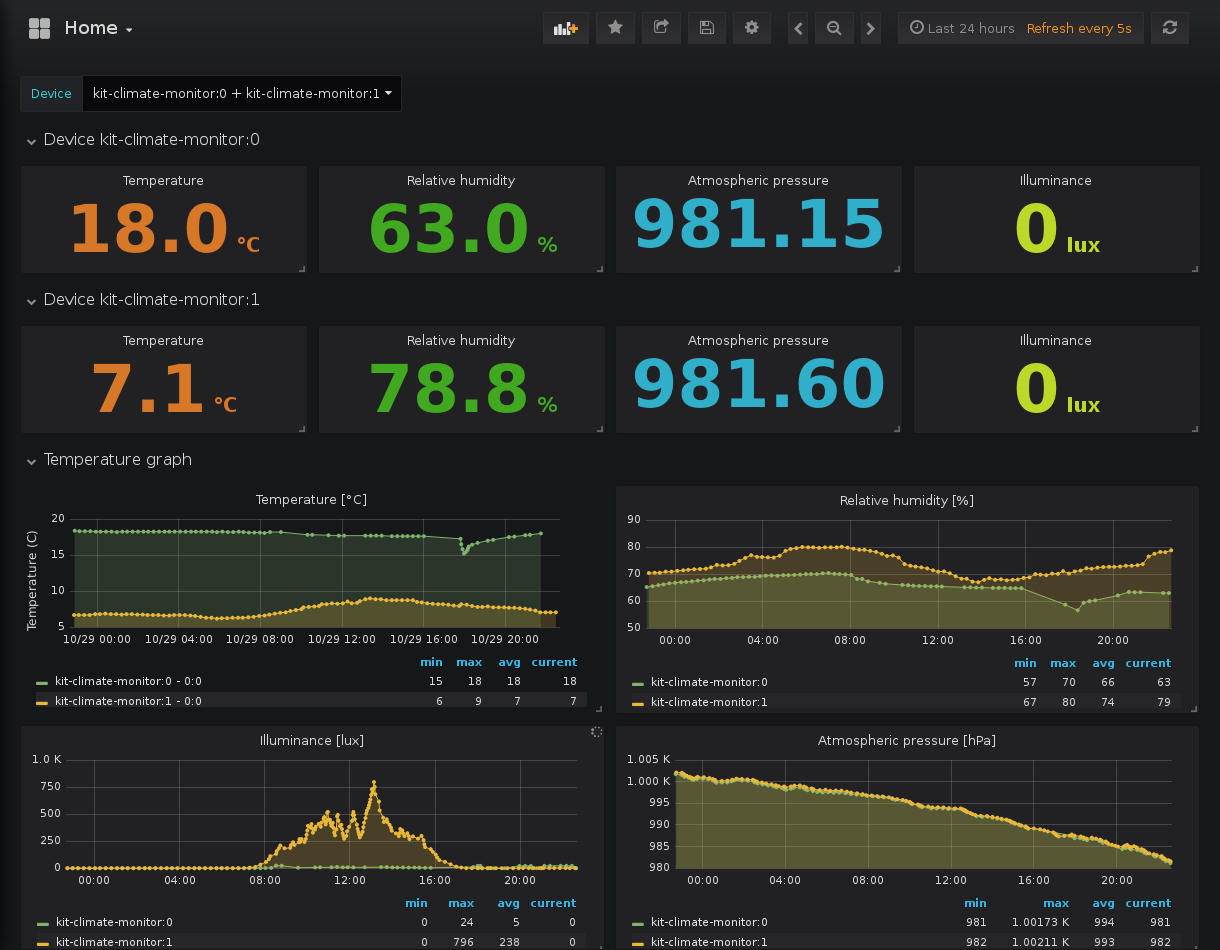 Home
Last 24 hours Refresh every 5s
Device kit-climate-monitor:0 + kit-climate-monitor:1
Device kit-climate-monitor:0
Temperature Relative humidity Atmospheric pressure Illuminance
18.0 °C 63.0 % 981.15 0 lux
Device kit-climate-monitor:1
Temperature Relative humidity Atmospheric pressure Illuminance
7.1 °C 78.8 % 981.60 0 lux
Temperature graph
Temperature [°C]
Temperature (C)
20
15
10
5
10/29 00:00 10/29 04:00 10/29 08:00 10/29 12:00 10/29 16:00 10/29 20:00
min max avg current
kit-climate-monitor:0 - 0:0 15 18 18 18
kit-climate-monitor:1 - 0:0 6 9 7 7
Relative humidity [%]
90
80
70
60
50
00:00 04:00 08:00 12:00 16:00 20:00
min max avg current
kit-climate-monitor:0 57 70 66 63
kit-climate-monitor:1 67 80 74 79
Illuminance [lux]
1.0 K
750
500
250
0
00:00 04:00 08:00 12:00 16:00 20:00
min max avg current
kit-climate-monitor:0 0 24 5 0
kit-climate-monitor:1 0 796 238 0
Atmospheric pressure [hPa]
1.005 K
1.000 K
995
990
985
980
00:00 04:00 08:00 12:00 16:00 20:00
min max avg current
kit-climate-monitor:0 981 1.00173 K 994 981
kit-climate-monitor:1 982 1.00211 K 993 982